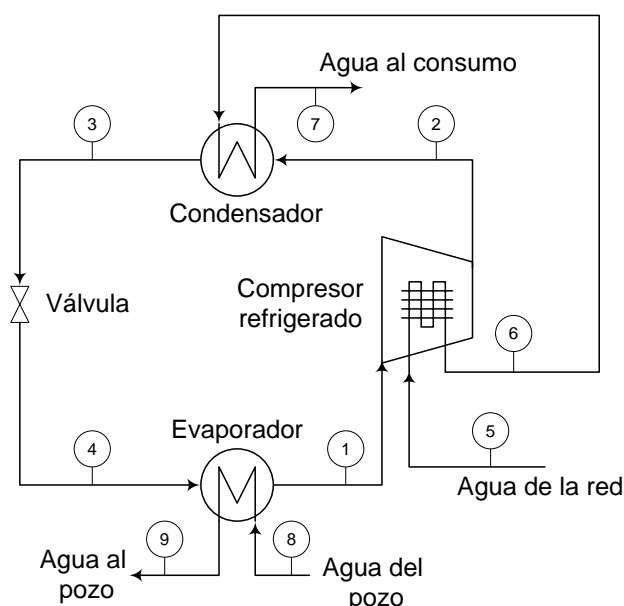 Agua al consumo
3
7
2
Condensador
Válvula
Compresor
refrigerado
6
Evaporador
4
1
5
Agua de la red
9
8
Agua al
pozo
Agua del
pozo